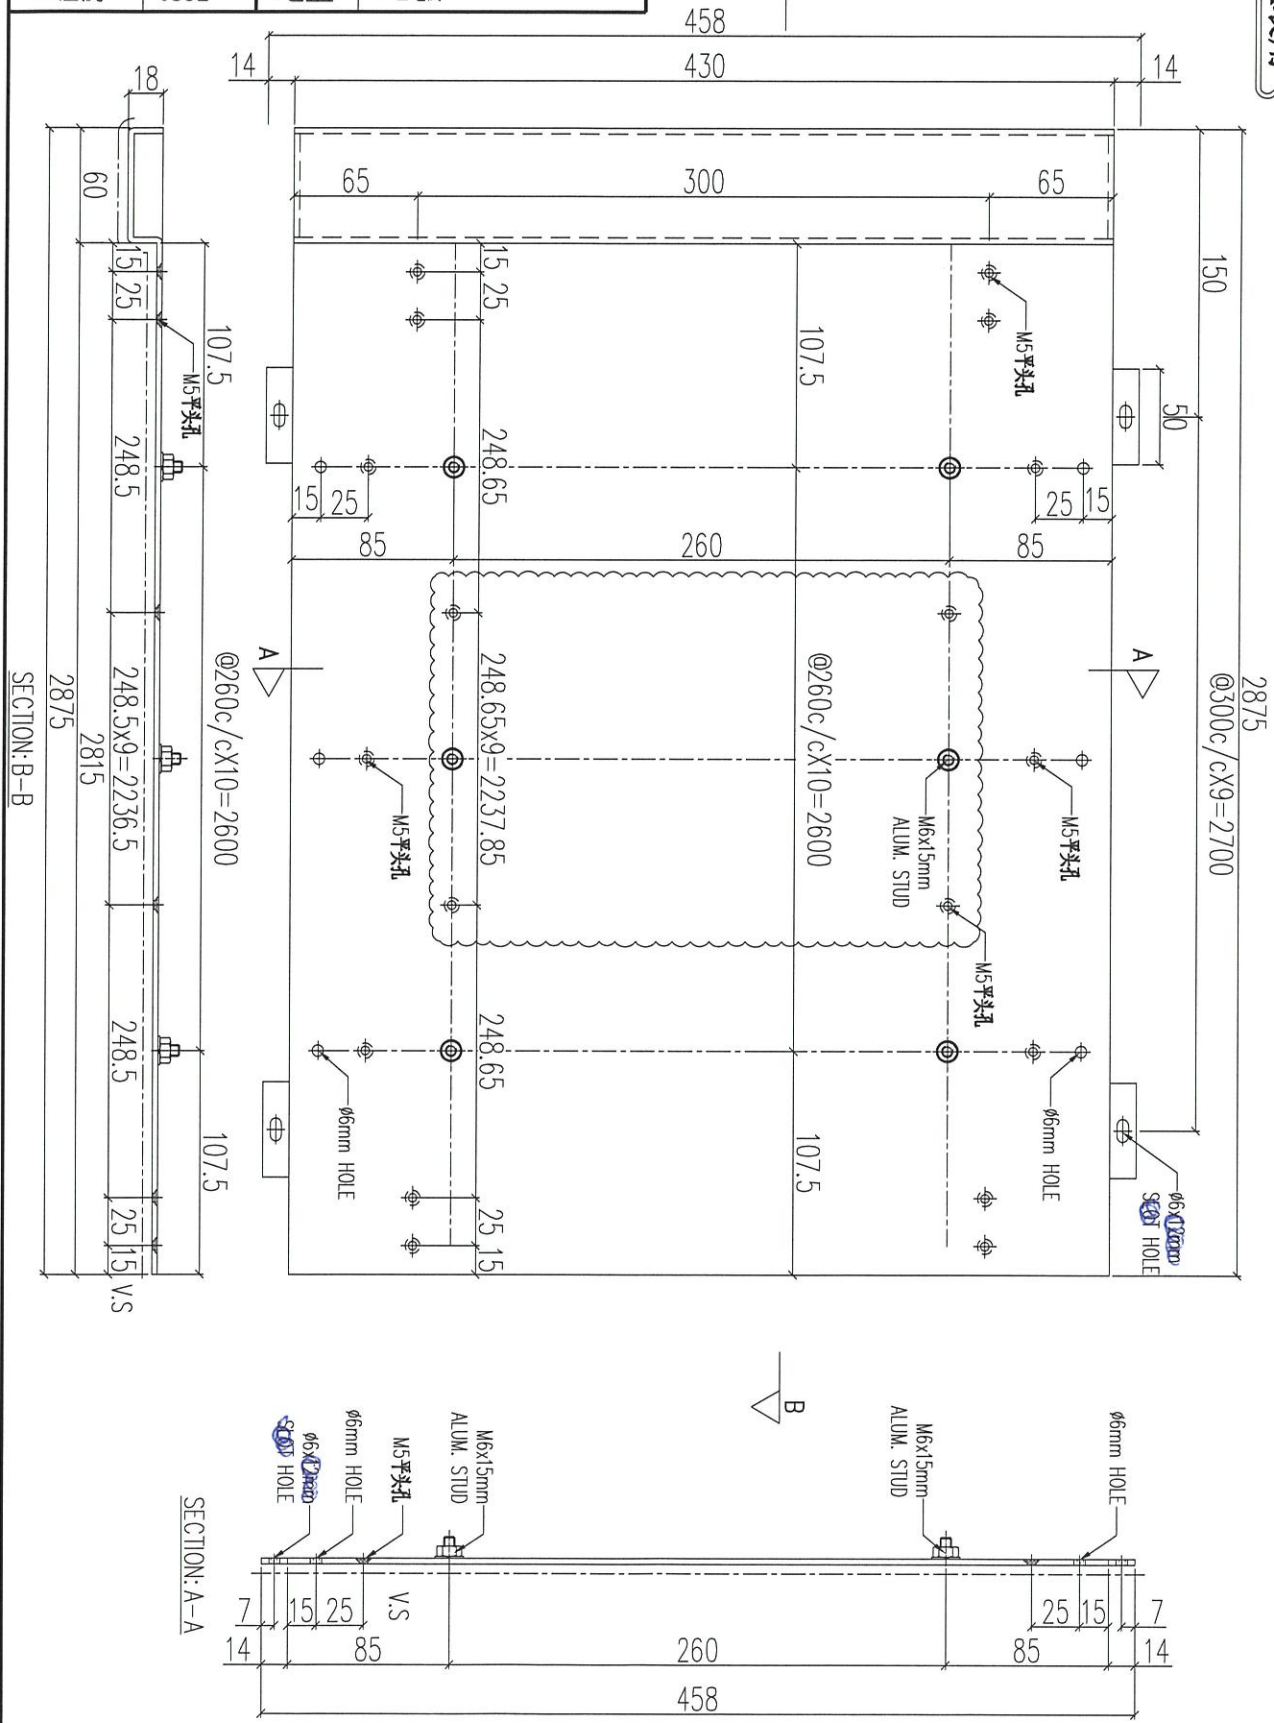 458
14
430
14
18
65
300
65
60
15
25
15
25
150
107.5
M5平头孔
107.5
M5平头孔
50
248.5
248.65
15
25
25
15
85
260
85
A
A
2875
@300c/cX9=2700
@260c/cX10=2600
248.65x9=2237.85
@260c/cX10=2600
248.5x9=2236.5
2815
2875
SECTION:B-B
M5平头孔
M6x15mm
ALUM. STUD
M5平头孔
M5平头孔
248.5
248.65
107.5
107.5
ø6mm HOLE
ø6mm HOLE
ø6x12mm
SLOT HOLE
25
15
25
15
V.S
B
ø6x12mm
SLOT HOLE
ø6mm HOLE
M5平头孔
M6x15mm
ALUM. STUD
M6x15mm
ALUM. STUD
ø6mm HOLE
SECTION: A-A
V.S
7
15
25
25
15
7
14
85
260
85
14
458